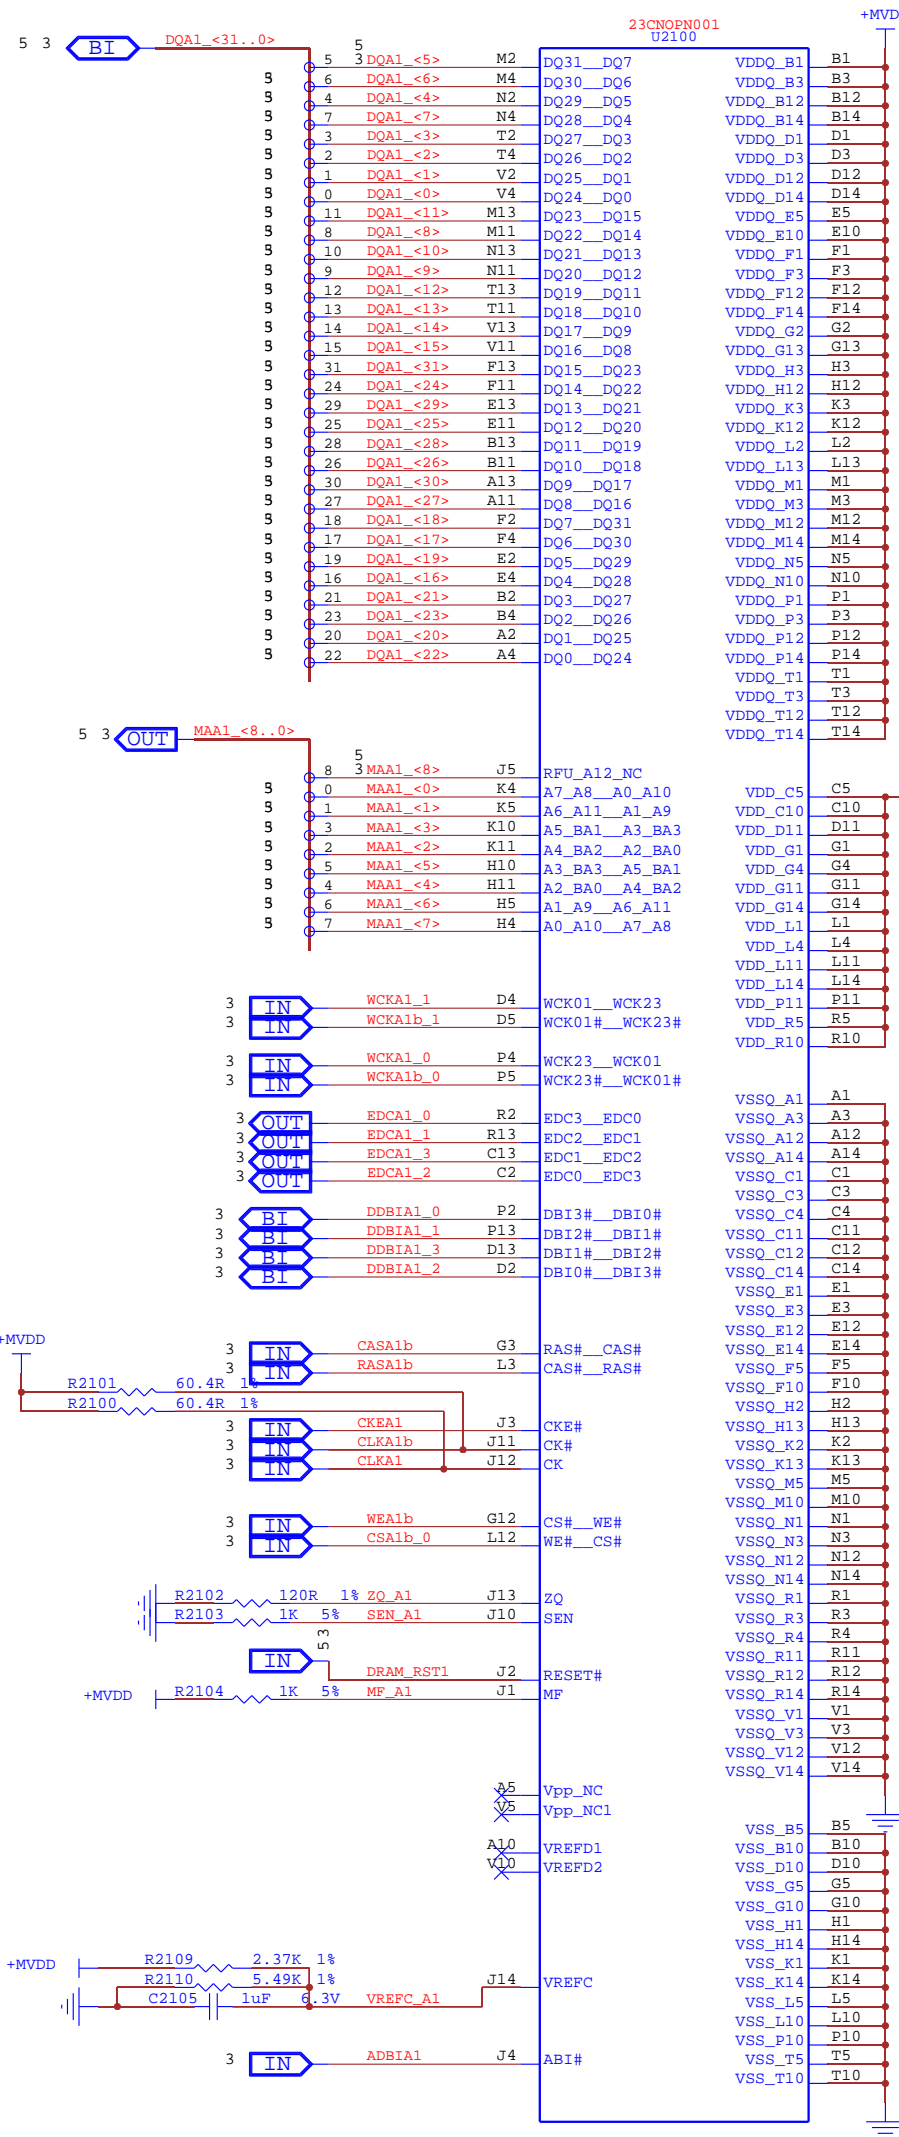 23CNOPN001
U2100
+MVD
5 3 BI DQA1_<31..0>
5
5 3 DQA1_<5> M2 DQ31__DQ7 VDDQ_B1 B1
6 DQA1_<6> M4 DQ30__DQ6 VDDQ_B3 B3
4 DQA1_<4> N2 DQ29__DQ5 VDDQ_B12 B12
7 DQA1_<7> N4 DQ28__DQ4 VDDQ_B14 B14
3 DQA1_<3> T2 DQ27__DQ3 VDDQ_D1 D1
2 DQA1_<2> T4 DQ26__DQ2 VDDQ_D3 D3
1 DQA1_<1> V2 DQ25__DQ1 VDDQ_D12 D12
0 DQA1_<0> V4 DQ24__DQ0 VDDQ_D14 D14
11 DQA1_<11> M13 DQ23__DQ15 VDDQ_E5 E5
8 DQA1_<8> M11 DQ22__DQ14 VDDQ_E10 E10
10 DQA1_<10> N13 DQ21__DQ13 VDDQ_F1 F1
9 DQA1_<9> N11 DQ20__DQ12 VDDQ_F3 F3
12 DQA1_<12> T13 DQ19__DQ11 VDDQ_F12 F12
13 DQA1_<13> T11 DQ18__DQ10 VDDQ_F14 F14
14 DQA1_<14> V13 DQ17__DQ9 VDDQ_G2 G2
15 DQA1_<15> V11 DQ16__DQ8 VDDQ_G13 G13
31 DQA1_<31> F13 DQ15__DQ23 VDDQ_H3 H3
24 DQA1_<24> F11 DQ14__DQ22 VDDQ_H12 H12
29 DQA1_<29> E13 DQ13__DQ21 VDDQ_K3 K3
25 DQA1_<25> E11 DQ12__DQ20 VDDQ_K12 K12
28 DQA1_<28> B13 DQ11__DQ19 VDDQ_L2 L2
26 DQA1_<26> B11 DQ10__DQ18 VDDQ_L13 L13
30 DQA1_<30> A13 DQ9__DQ17 VDDQ_M1 M1
27 DQA1_<27> A11 DQ8__DQ16 VDDQ_M3 M3
18 DQA1_<18> F2 DQ7__DQ31 VDDQ_M12 M12
17 DQA1_<17> F4 DQ6__DQ30 VDDQ_M14 M14
19 DQA1_<19> E2 DQ5__DQ29 VDDQ_N5 N5
16 DQA1_<16> E4 DQ4__DQ28 VDDQ_N10 N10
21 DQA1_<21> B2 DQ3__DQ27 VDDQ_P1 P1
23 DQA1_<23> B4 DQ2__DQ26 VDDQ_P3 P3
20 DQA1_<20> A2 DQ1__DQ25 VDDQ_P12 P12
22 DQA1_<22> A4 DQ0__DQ24 VDDQ_P14 P14
VDDQ_T1 T1
VDDQ_T3 T3
VDDQ_T12 T12
5 3 OUT MAA1_<8..0> VDDQ_T14 T14
5
8 3 MAA1_<8> J5 RFU_A12_NC
0 MAA1_<0> K4 A7_A8__A0_A10 VDD_C5 C5
1 MAA1_<1> K5 A6_A11__A1_A9 VDD_C10 C10
3 MAA1_<3> K10 A5_BA1__A3_BA3 VDD_D11 D11
2 MAA1_<2> K11 A4_BA2__A2_BA0 VDD_G1 G1
5 MAA1_<5> H10 A3_BA3__A5_BA1 VDD_G4 G4
4 MAA1_<4> H11 A2_BA0__A4_BA2 VDD_G11 G11
6 MAA1_<6> H5 A1_A9__A6_A11 VDD_G14 G14
7 MAA1_<7> H4 A0_A10__A7_A8 VDD_L1 L1
VDD_L4 L4
VDD_L11 L11
VDD_L14 L14
3 IN WCKA1_1 D4 WCK01__WCK23 VDD_P11 P11
3 IN WCKA1b_1 D5 WCK01#__WCK23# VDD_R5 R5
VDD_R10 R10
3 IN WCKA1_0 P4 WCK23__WCK01
3 IN WCKA1b_0 P5 WCK23#__WCK01#
VSSQ_A1 A1
3 OUT EDCA1_0 R2 EDC3__EDC0 VSSQ_A3 A3
3 OUT EDCA1_1 R13 EDC2__EDC1 VSSQ_A12 A12
3 OUT EDCA1_3 C13 EDC1__EDC2 VSSQ_A14 A14
3 OUT EDCA1_2 C2 EDC0__EDC3 VSSQ_C1 C1
VSSQ_C3 C3
3 BI DDBIA1_0 P2 DBI3#__DBI0# VSSQ_C4 C4
3 BI DDBIA1_1 P13 DBI2#__DBI1# VSSQ_C11 C11
3 BI DDBIA1_3 D13 DBI1#__DBI2# VSSQ_C12 C12
3 BI DDBIA1_2 D2 DBI0#__DBI3# VSSQ_C14 C14
VSSQ_E1 E1
VSSQ_E3 E3
+MVDD VSSQ_E12 E12
3 IN CASA1b G3 RAS#__CAS# VSSQ_E14 E14
3 IN RASA1b L3 CAS#__RAS# VSSQ_F5 F5
R2101 60.4R 1% VSSQ_F10 F10
R2100 60.4R 1% VSSQ_H2 H2
3 IN CKEA1 J3 CKE# VSSQ_H13 H13
3 IN CLKA1b J11 CK# VSSQ_K2 K2
3 IN CLKA1 J12 CK VSSQ_K13 K13
VSSQ_M5 M5
VSSQ_M10 M10
3 IN WEA1b G12 CS#__WE# VSSQ_N1 N1
3 IN CSA1b_0 L12 WE#__CS# VSSQ_N3 N3
VSSQ_N12 N12
VSSQ_N14 N14
R2102 120R 1% ZQ_A1 J13 ZQ VSSQ_R1 R1
R2103 1K 5% SEN_A1 J10 SEN VSSQ_R3 R3
5 3 VSSQ_R4 R4
IN VSSQ_R11 R11
DRAM_RST1 J2 RESET# VSSQ_R12 R12
+MVDD R2104 1K 5% MF_A1 J1 MF VSSQ_R14 R14
VSSQ_V1 V1
VSSQ_V3 V3
VSSQ_V12 V12
VSSQ_V14 V14
A5 Vpp_NC
V5 Vpp_NC1
VSS_B5 B5
A10 VREFD1 VSS_B10 B10
V10 VREFD2 VSS_D10 D10
VSS_G5 G5
VSS_G10 G10
VSS_H1 H1
VSS_H14 H14
+MVDD R2109 2.37K 1% VSS_K1 K1
R2110 5.49K 1% J14 VREFC VSS_K14 K14
C2105 1uF 6.3V VREFC_A1 VSS_L5 L5
VSS_L10 L10
VSS_P10 P10
3 IN ADBIA1 J4 ABI# VSS_T5 T5
VSS_T10 T10